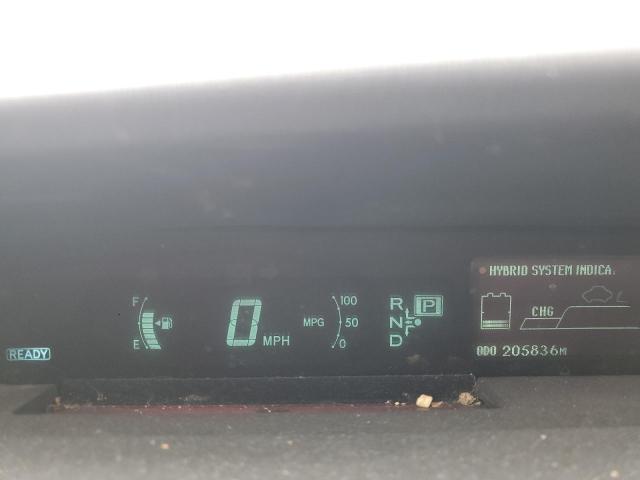 HYBRID SYSTEM INDICA.
F
100
R P
CHG
0 MPH
MPG
50
N
E
0
D
READY
ODO 205836M